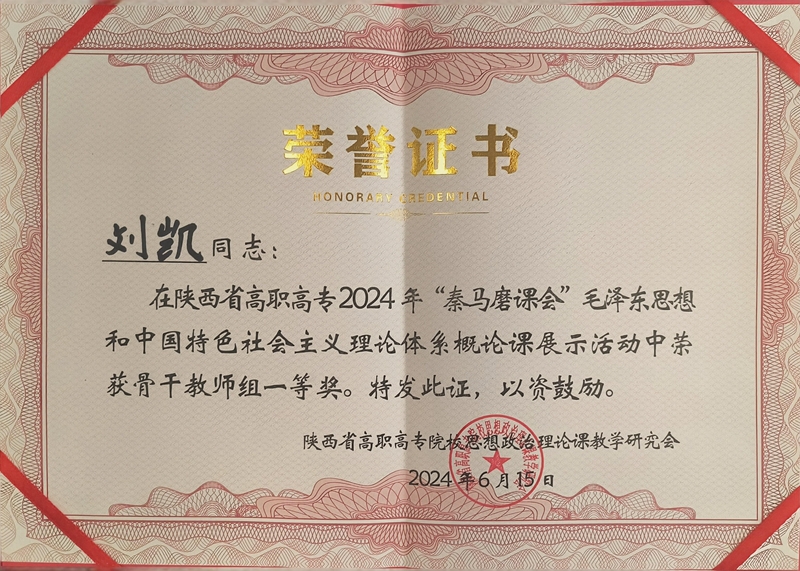 荣誉证书
HONORARY CREDENTIAL
刘凯同志：
在陕西省高职高专2024年“秦马磨课会”毛泽东思想
和中国特色社会主义理论体系概论课展示活动中荣
获骨干教师组一等奖。特发此证，以资鼓励。
陕西省高职高专院校思想政治理论课教学研究会
2024年6月15日